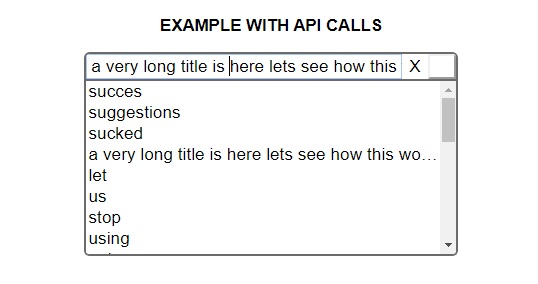 EXAMPLE WITH API CALLS
a very long title is here lets see how this X
succes
suggestions
sucked
a very long title is here lets see how this wo...
let
us
stop
using